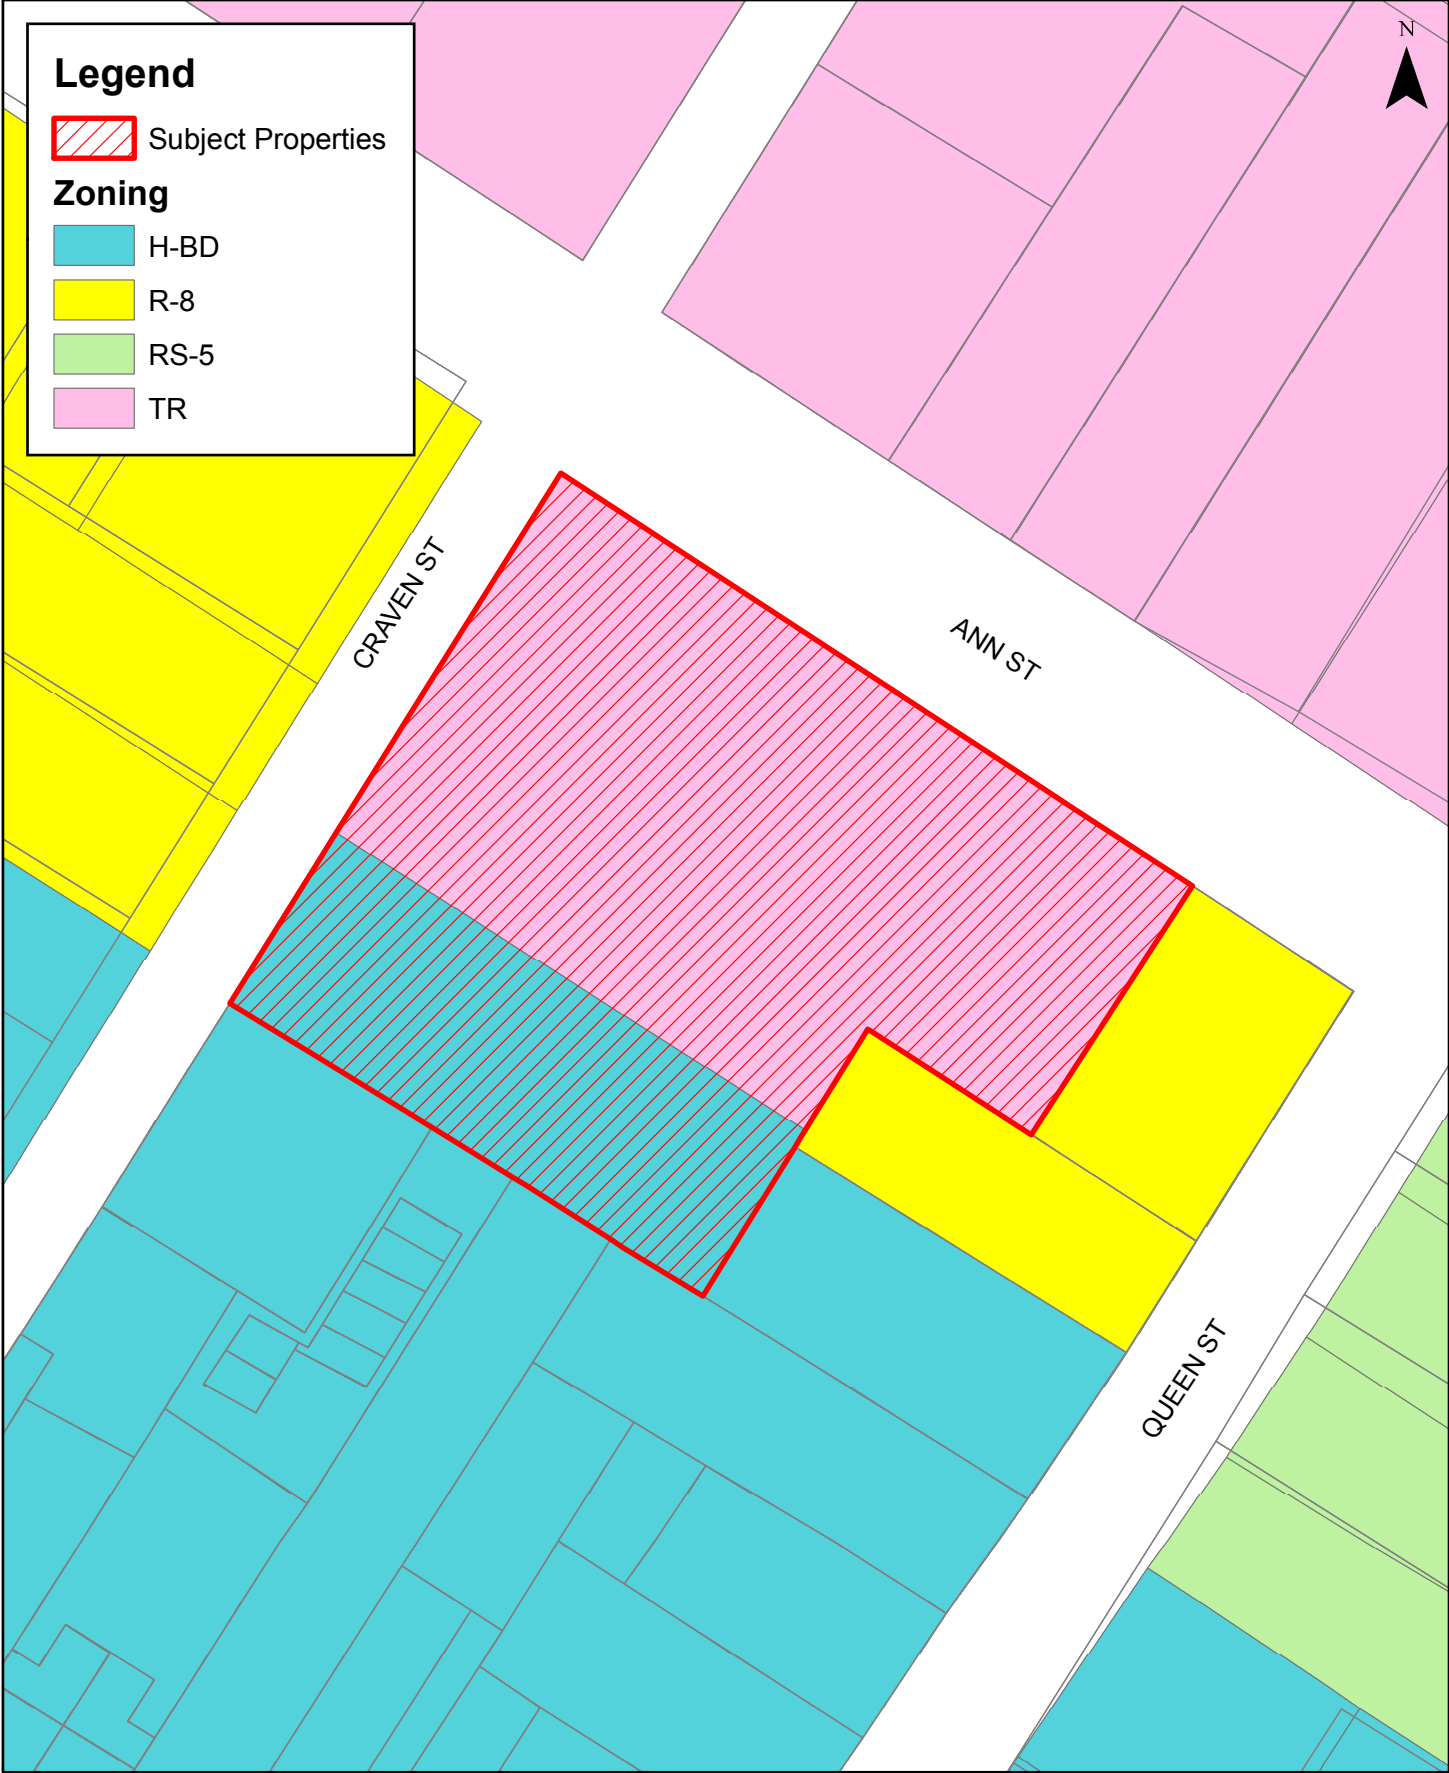 N
Legend
Subject Properties
Zoning
H-BD
R-8
RS-5
TR
CRAVEN ST
ANN ST
QUEEN ST